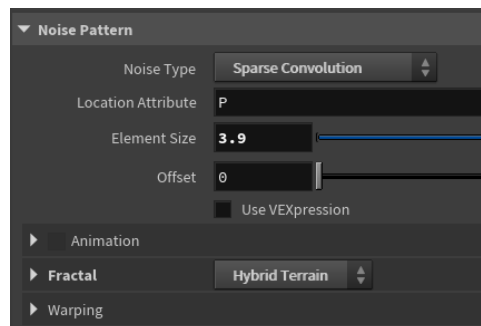 Noise Pattern
Noise Type Sparse Convolution
Location Attribute P
Element Size 3.9
Offset 0
Use VEXpression
Animation
Fractal Hybrid Terrain
Warping